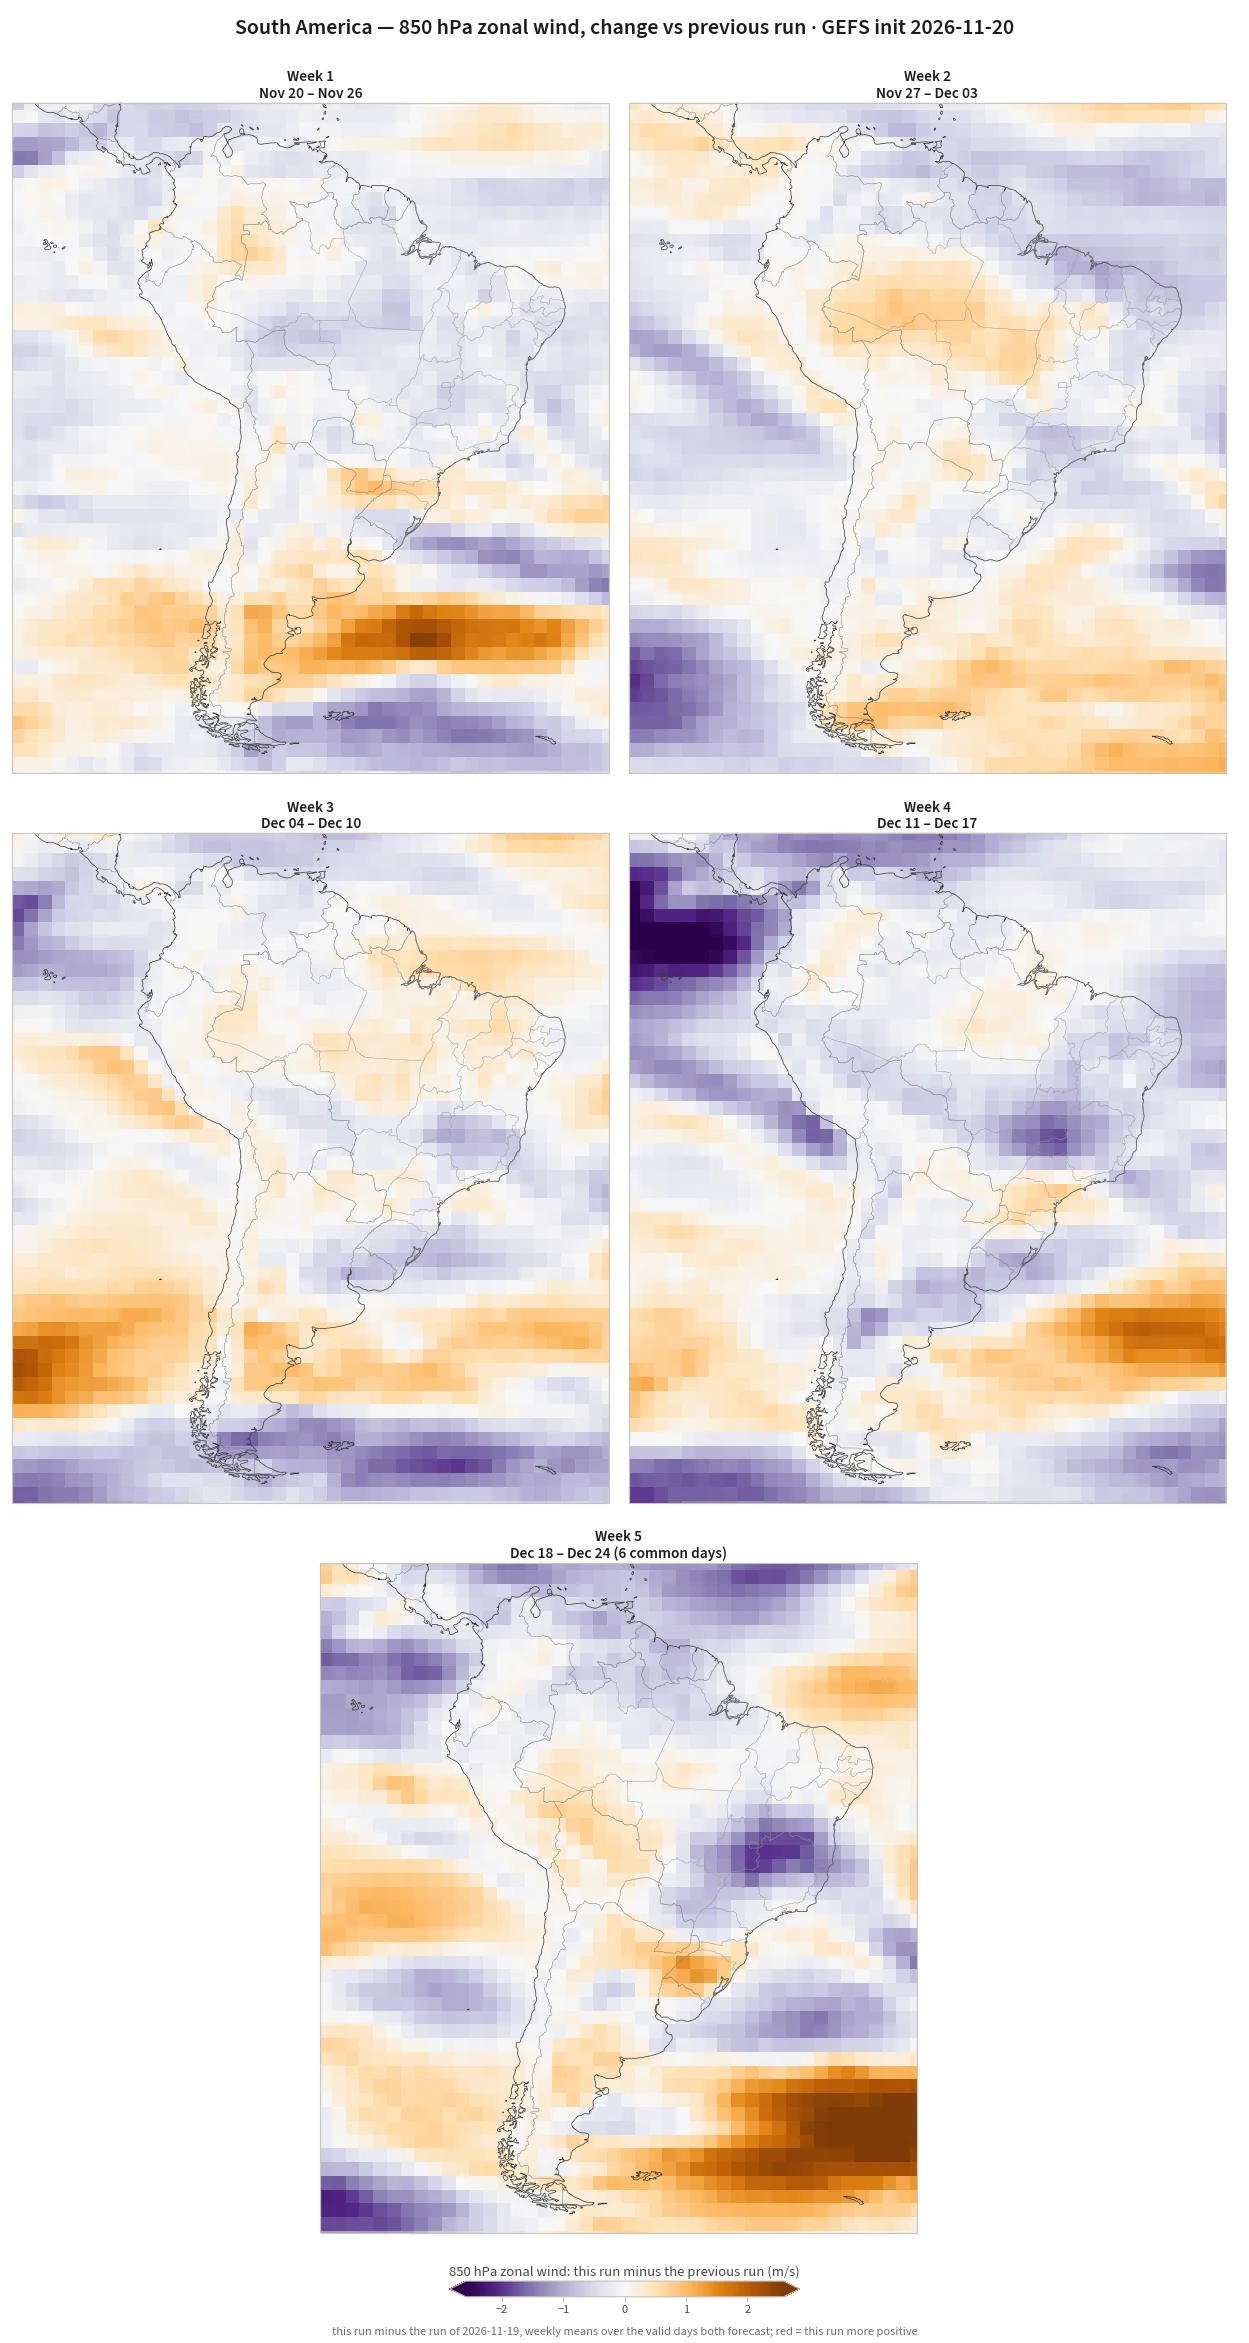 South America — 850 hPa zonal wind, change vs previous run · GEFS init 2026-11-20
Week 1
Nov 20 – Nov 26
Week 2
Nov 27 – Dec 03
Week 3
Dec 04 – Dec 10
Week 4
Dec 11 – Dec 17
Week 5
Dec 18 – Dec 24 (6 common days)
850 hPa zonal wind: this run minus the previous run (m/s)
−2 −1 0 1 2
this run minus the run of 2026-11-19, weekly means over the valid days both forecast; red = this run more positive